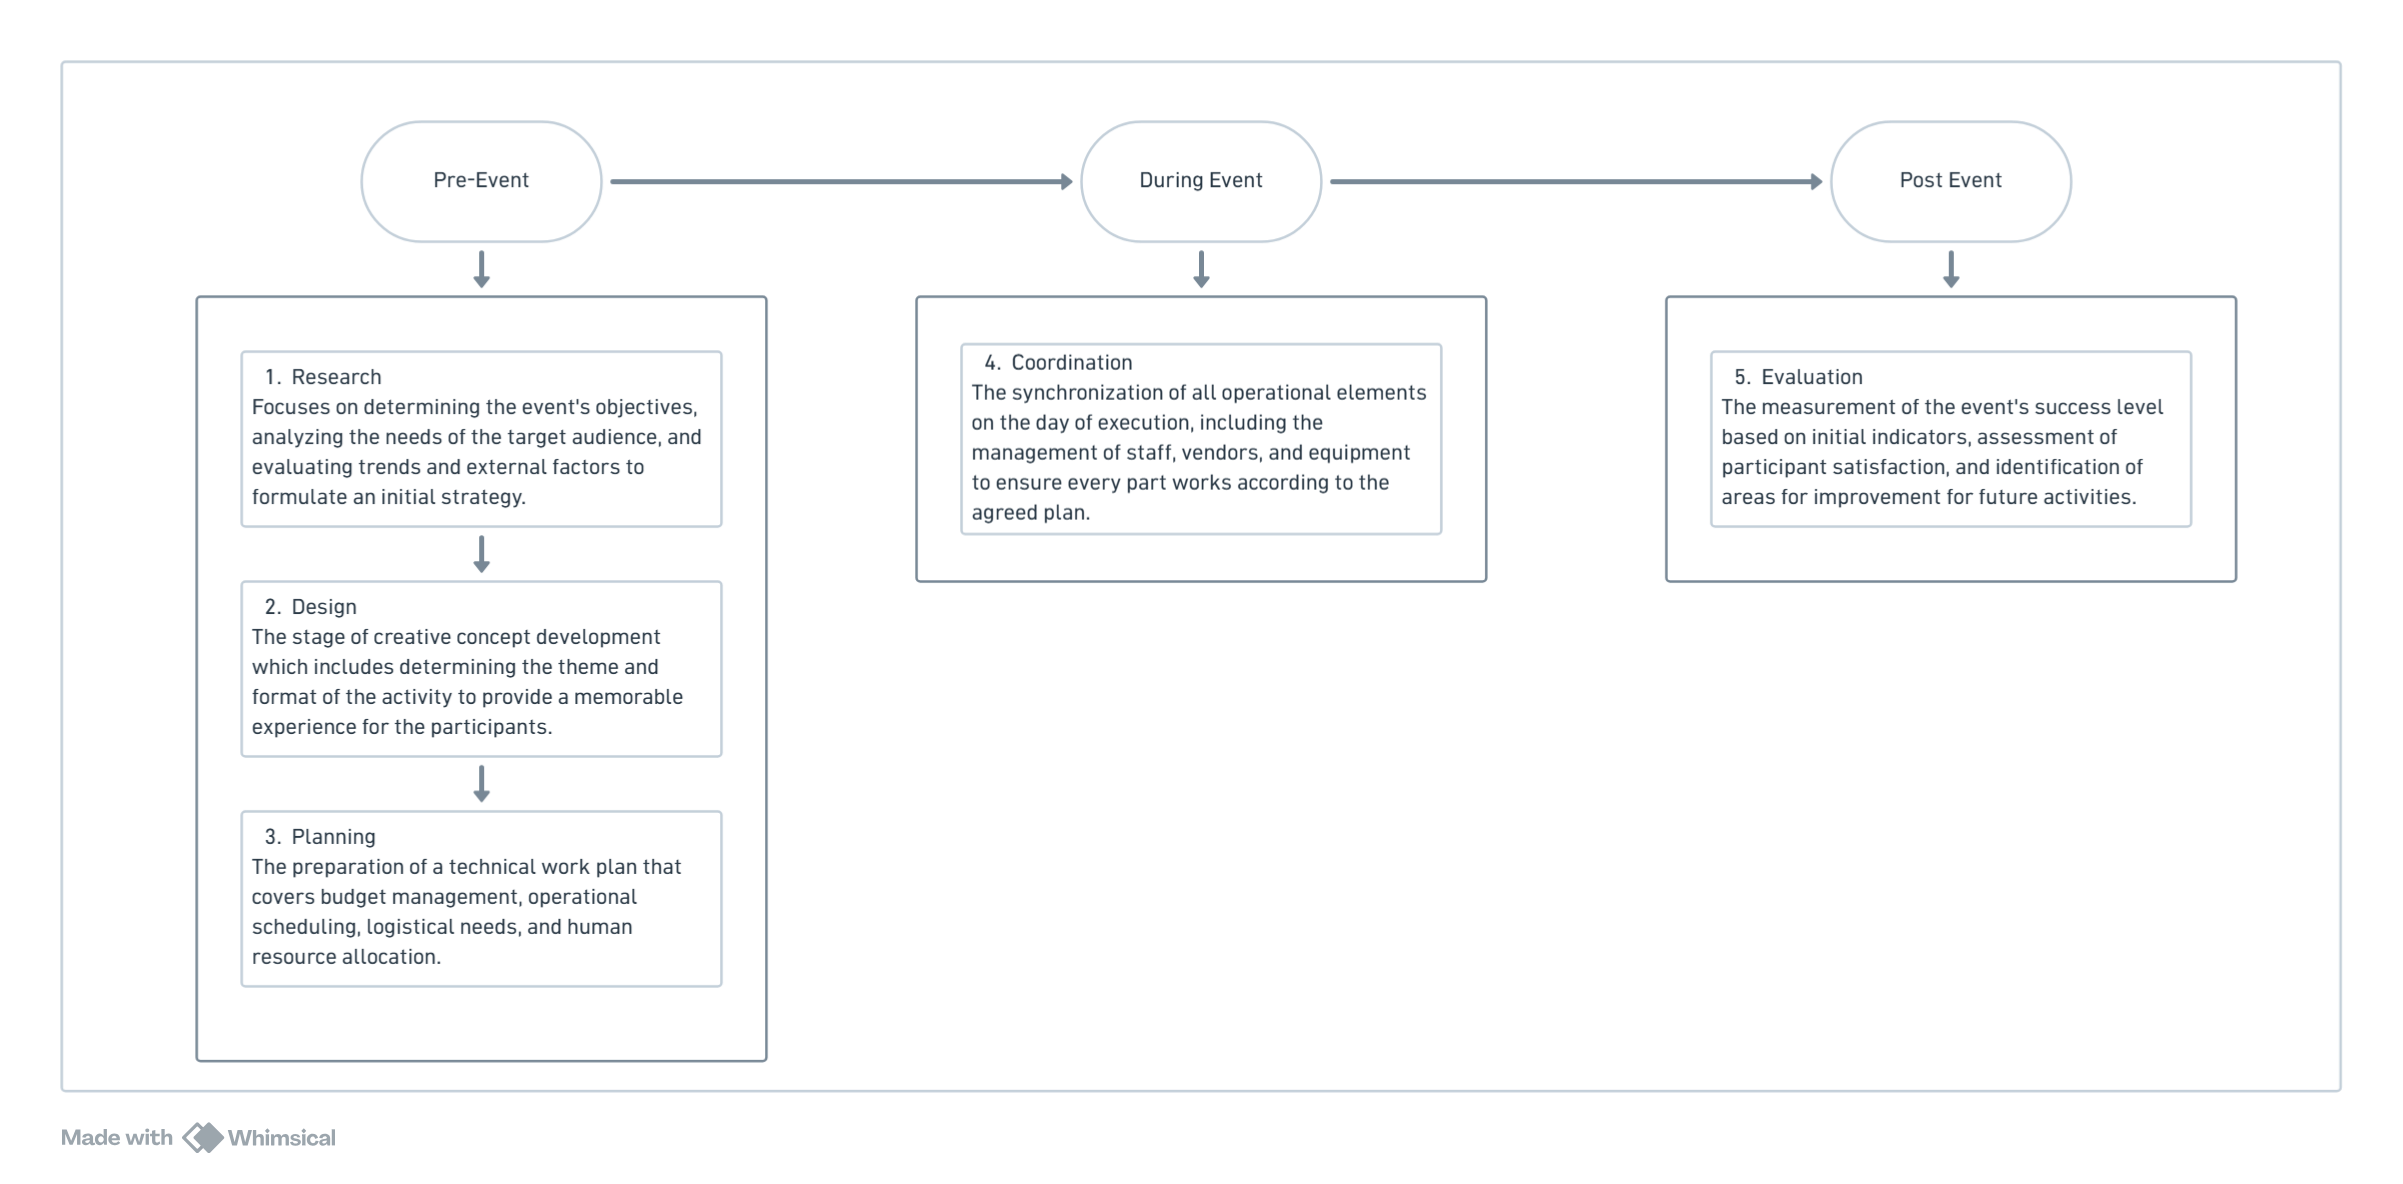 Pre-Event
During Event
Post Event
1. Research
Focuses on determining the event's objectives,
analyzing the needs of the target audience, and
evaluating trends and external factors to
formulate an initial strategy.
2. Design
The stage of creative concept development
which includes determining the theme and
format of the activity to provide a memorable
experience for the participants.
3. Planning
The preparation of a technical work plan that
covers budget management, operational
scheduling, logistical needs, and human
resource allocation.
4. Coordination
The synchronization of all operational elements
on the day of execution, including the
management of staff, vendors, and equipment
to ensure every part works according to the
agreed plan.
5. Evaluation
The measurement of the event's success level
based on initial indicators, assessment of
participant satisfaction, and identification of
areas for improvement for future activities.
Made with Whimsical